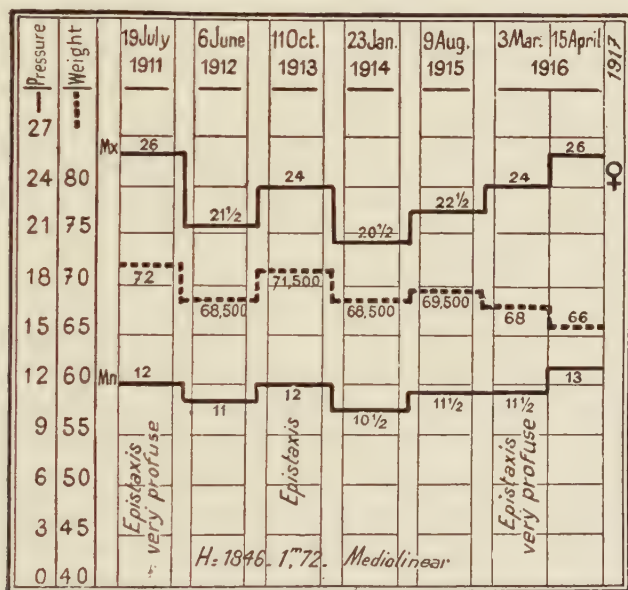 Pressure
Weight
19 July 6 June 11 Oct. 23 Jan. 9 Aug. 3 Mar. 15 April
1911 1912 1913 1914 1915 1916
1917
27
Mx 26 24 20½ 22½ 24 26
24 80
21 75 21½
18 70 72 68,500 71,500 68,500 69,500 68 66
15 65
12 60 Mn 12 11 12 10½ 11½ 11½ 13
9 55
6 50
3 45
0 40
Epistaxis
very profuse
Epistaxis
Epistaxis
very profuse
H=1846_1,ᵐ72_ Mediolinear
♀